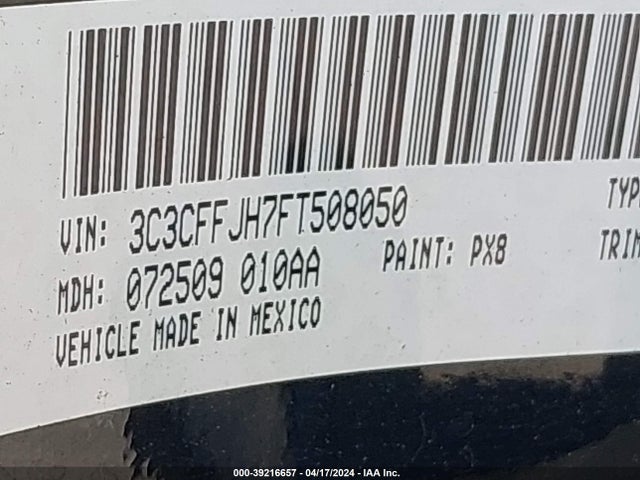 VIN: 3C3CFFJH7FT508050 TYP
MDH: 072509 010AA PAINT: PX8 TRIM
VEHICLE MADE IN MEXICO
000-39216657 - 04/17/2024 - IAA Inc.